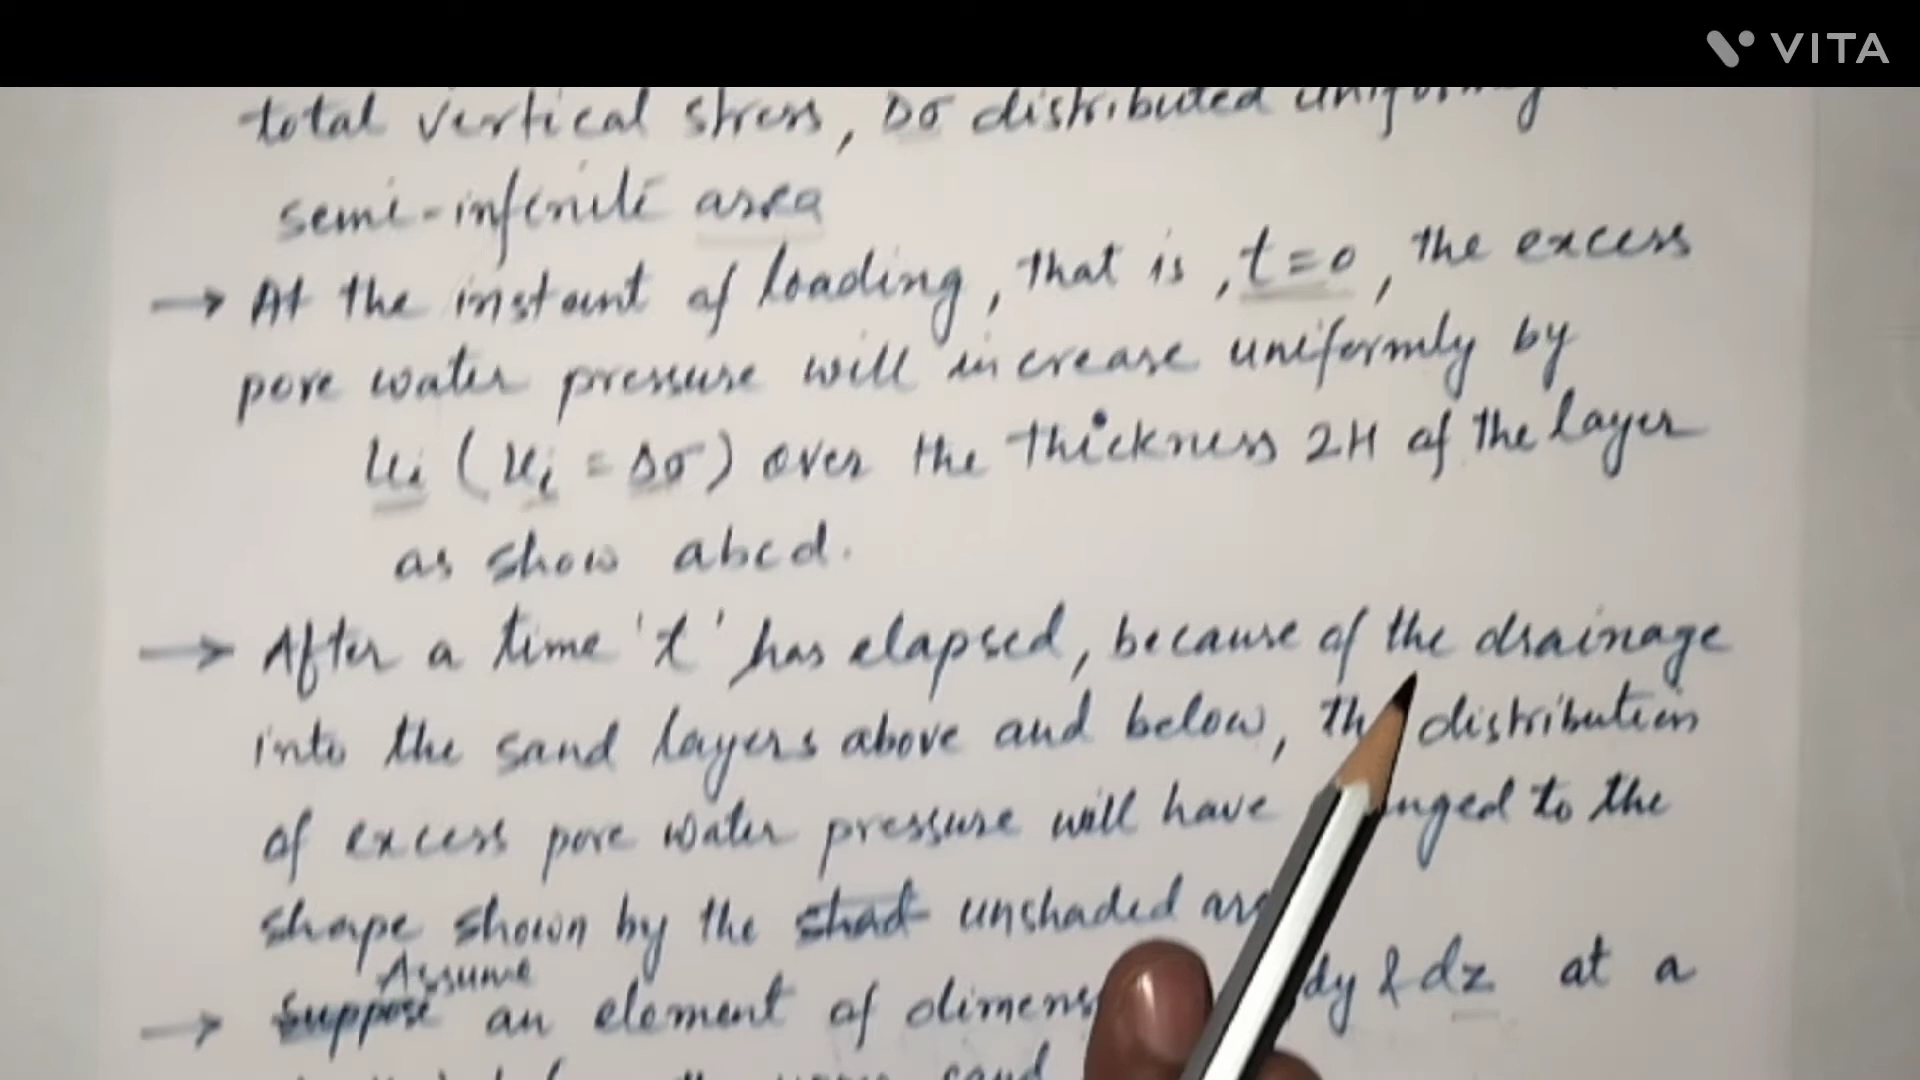 VITA
total vertical stress, Δσ distributed uniformly
semi-infinite area
→ At the instant of loading, that is, t=0, the excess
pore water pressure will increase uniformly by
ui (ui = Δσ) over the thickness 2H of the layer
as show abcd.
→ After a time 't' has elapsed, because of the drainage
into the sand layers above and below, distribution
of excess pore water pressure will have to the
shape shown by the shad unshaded
Assume
→ Suppose an element of dy & dz at a
sand